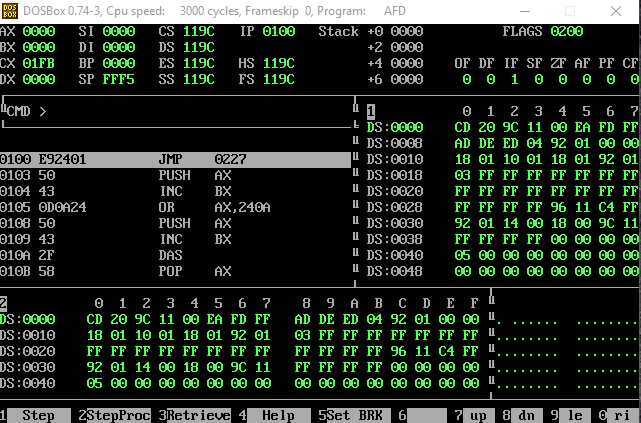 DOSBox 0.74-3, Cpu speed: 3000 cycles, Frameskip 0, Program: AFD
AX 0000 SI 0000 CS 119C IP 0100 Stack +0 0000 FLAGS 0200
BX 0000 DI 0000 DS 119C +2 0000
CX 01FB BP 0000 ES 119C HS 119C +4 0000 OF DF IF SF ZF AF PF CF
DX 0000 SP FFF5 SS 119C FS 119C +6 0000 0 0 1 0 0 0 0 0
CMD > 1 0 1 2 3 4 5 6 7
DS:0000 CD 20 9C 11 00 EA FD FF
DS:0008 AD DE ED 04 92 01 00 00
0100 E92401 JMP 0227 DS:0010 18 01 10 01 18 01 92 01
0103 50 PUSH AX DS:0018 03 FF FF FF FF FF FF FF
0104 43 INC BX DS:0020 FF FF FF FF FF FF FF FF
0105 0D0A24 OR AX,240A DS:0028 FF FF FF FF 96 11 C4 FF
0108 50 PUSH AX DS:0030 92 01 14 00 18 00 9C 11
0109 43 INC BX DS:0038 FF FF FF FF 00 00 00 00
010A 2F DAS DS:0040 05 00 00 00 00 00 00 00
010B 58 POP AX DS:0048 00 00 00 00 00 00 00 00
2 0 1 2 3 4 5 6 7 8 9 A B C D E F
DS:0000 CD 20 9C 11 00 EA FD FF AD DE ED 04 92 01 00 00
DS:0010 18 01 10 01 18 01 92 01 03 FF FF FF FF FF FF FF
DS:0020 FF FF FF FF FF FF FF FF FF FF FF FF 96 11 C4 FF
DS:0030 92 01 14 00 18 00 9C 11 FF FF FF FF 00 00 00 00
DS:0040 05 00 00 00 00 00 00 00 00 00 00 00 00 00 00 00
1 Step 2 StepProc 3 Retrieve 4 Help 5 Set BRK 6 7 up 8 dn 9 le 0 ri